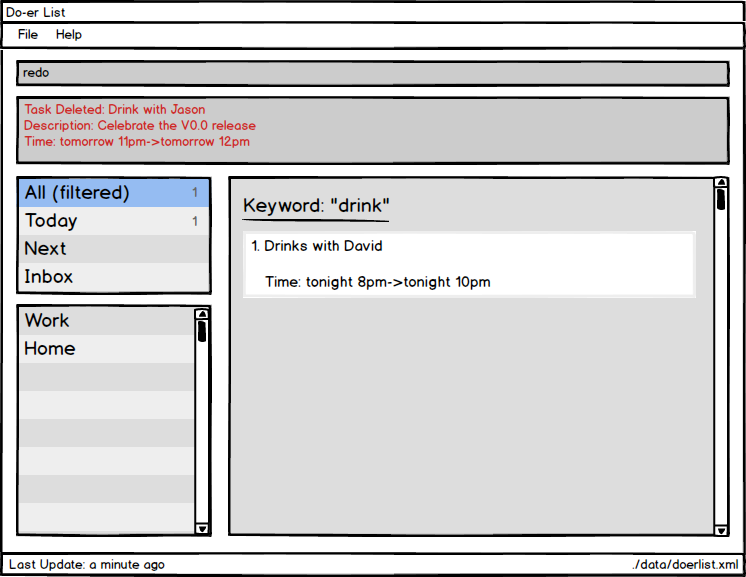 Do-er List
File Help
redo
Task Deleted: Drink with Jason
Description: Celebrate the V0.0 release
Time: tomorrow 11pm->tomorrow 12pm
All (filtered) 1
Today 1
Next
Inbox
Work
Home
Keyword: "drink"
1. Drinks with David
Time: tonight 8pm->tonight 10pm
Last Update: a minute ago
./data/doerlist.xml